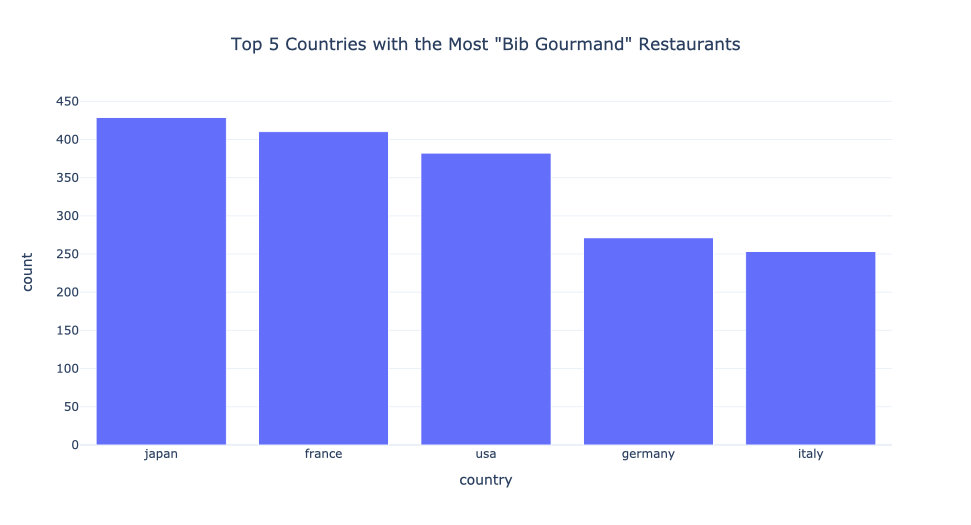 Top 5 Countries with the Most "Bib Gourmand" Restaurants
450
400
350
300
250
200
150
100
50
0
count
japan france usa germany italy
country